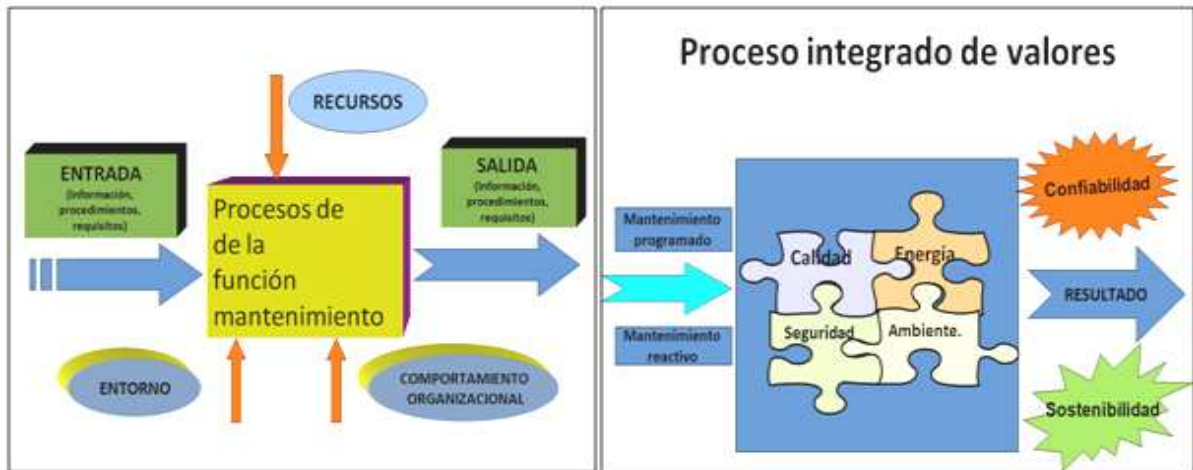 RECURSOS
ENTRADA
(Información,
procedimientos,
requisitos)
SALIDA
(Información,
procedimientos,
requisitos)
Procesos de
de la
función
mantenimiento
ENTORNO
COMPORTAMIENTO
ORGANIZACIONAL
Proceso integrado de valores
Mantenimiento
programado
Mantenimiento
reactivo
Calidad
Energía
Seguridad
Ambiente.
Confiabilidad
RESULTADO
Sostenibilidad